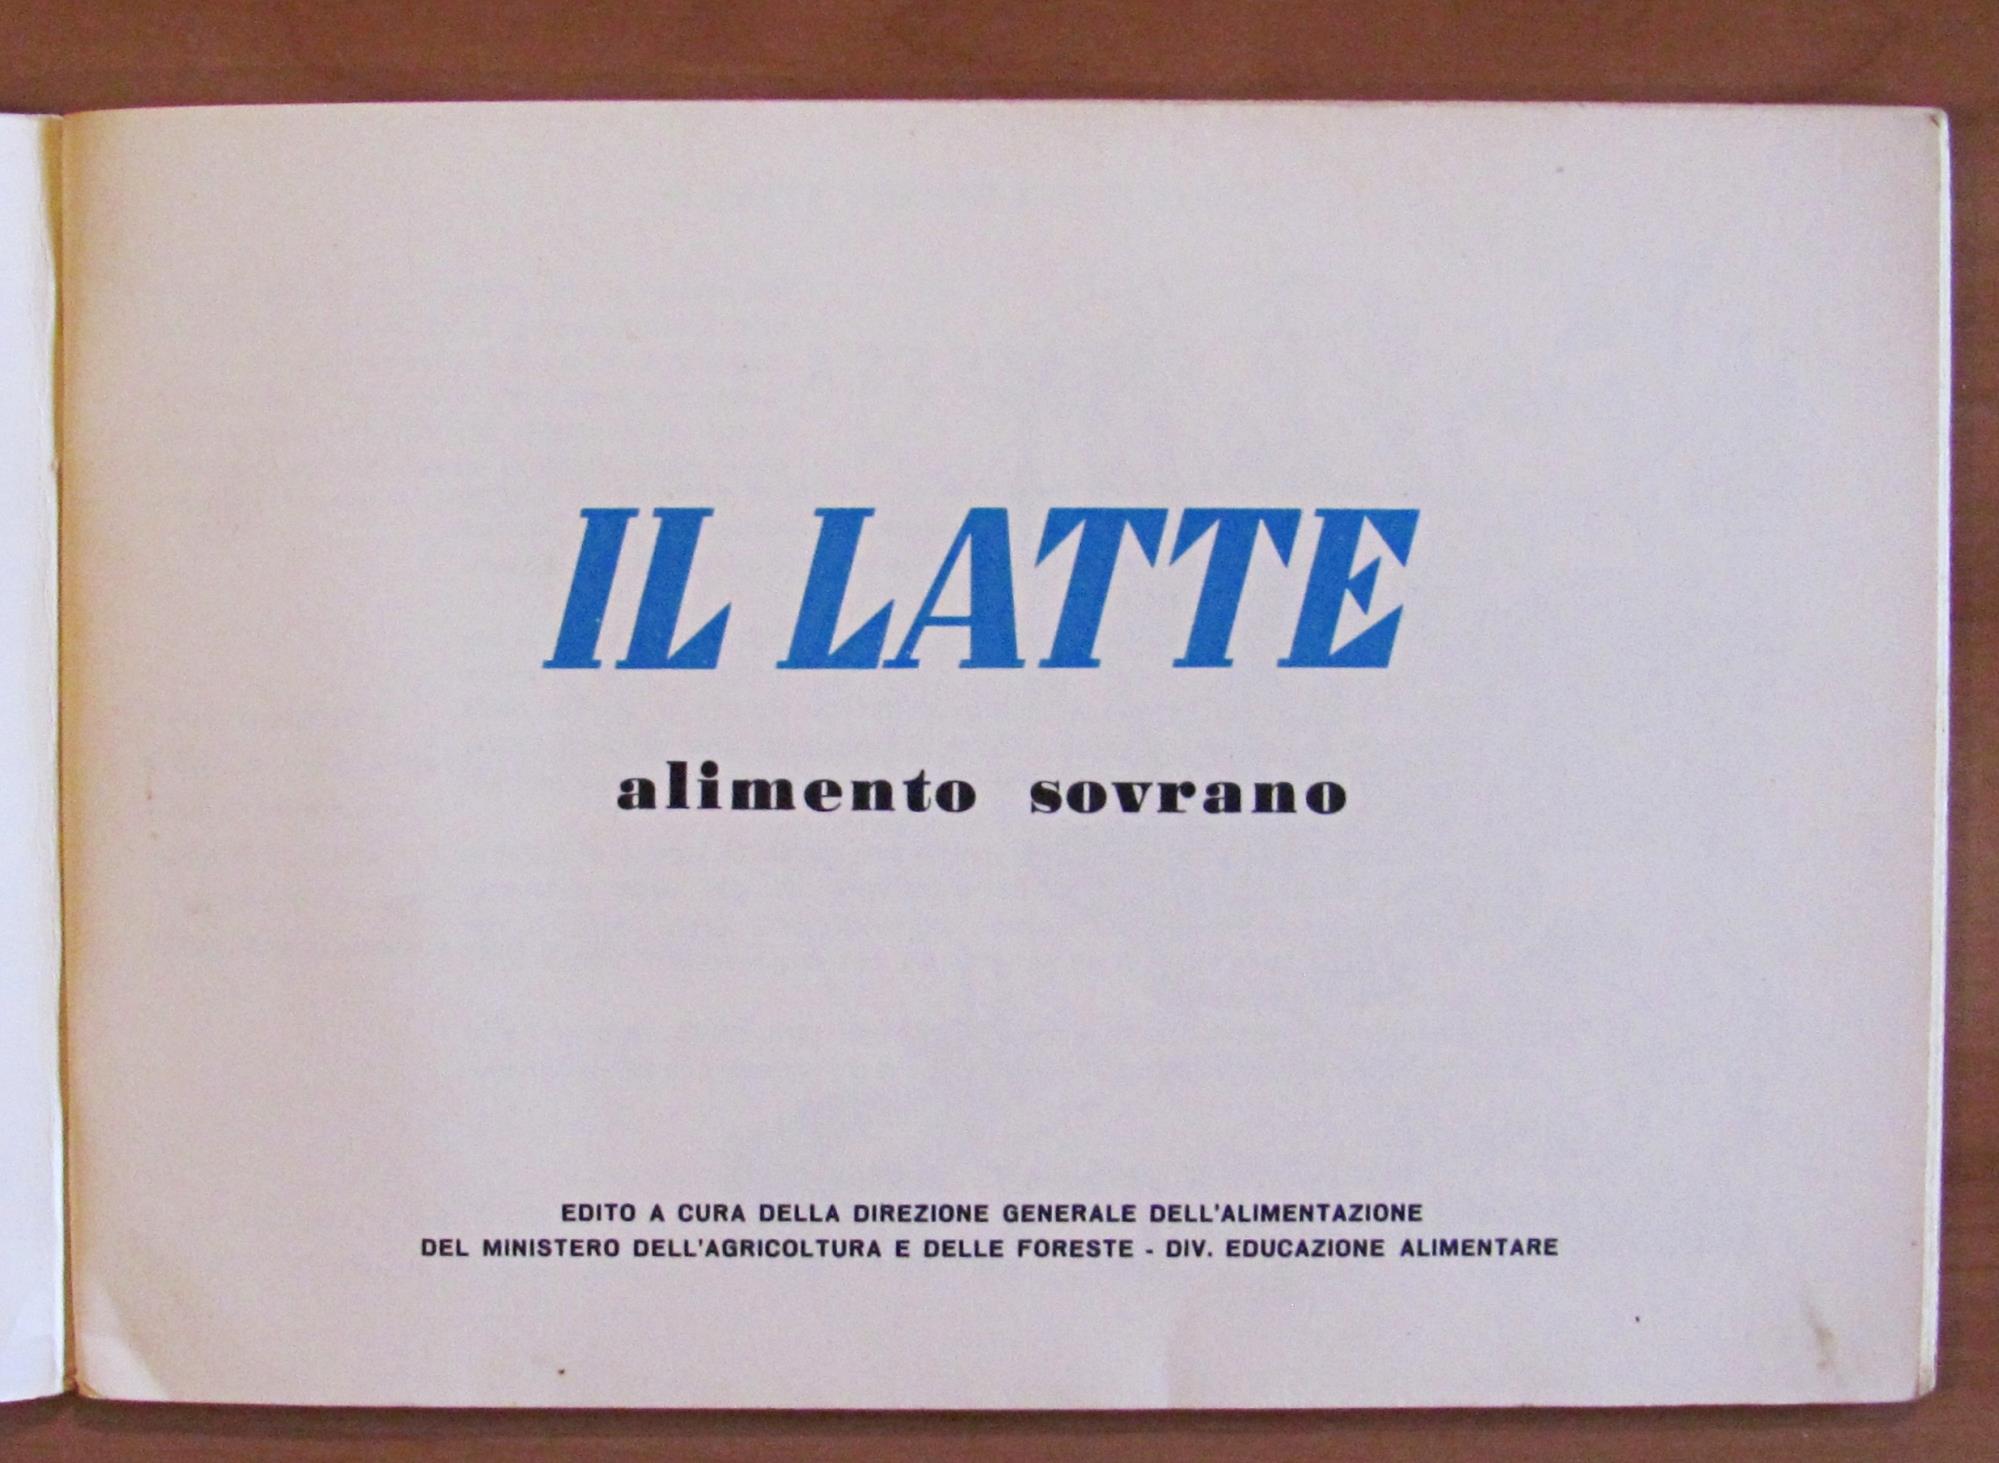 IL LATTE
alimento sovrano
EDITO A CURA DELLA DIREZIONE GENERALE DELL'ALIMENTAZIONE
DEL MINISTERO DELL'AGRICOLTURA E DELLE FORESTE - DIV. EDUCAZIONE ALIMENTARE